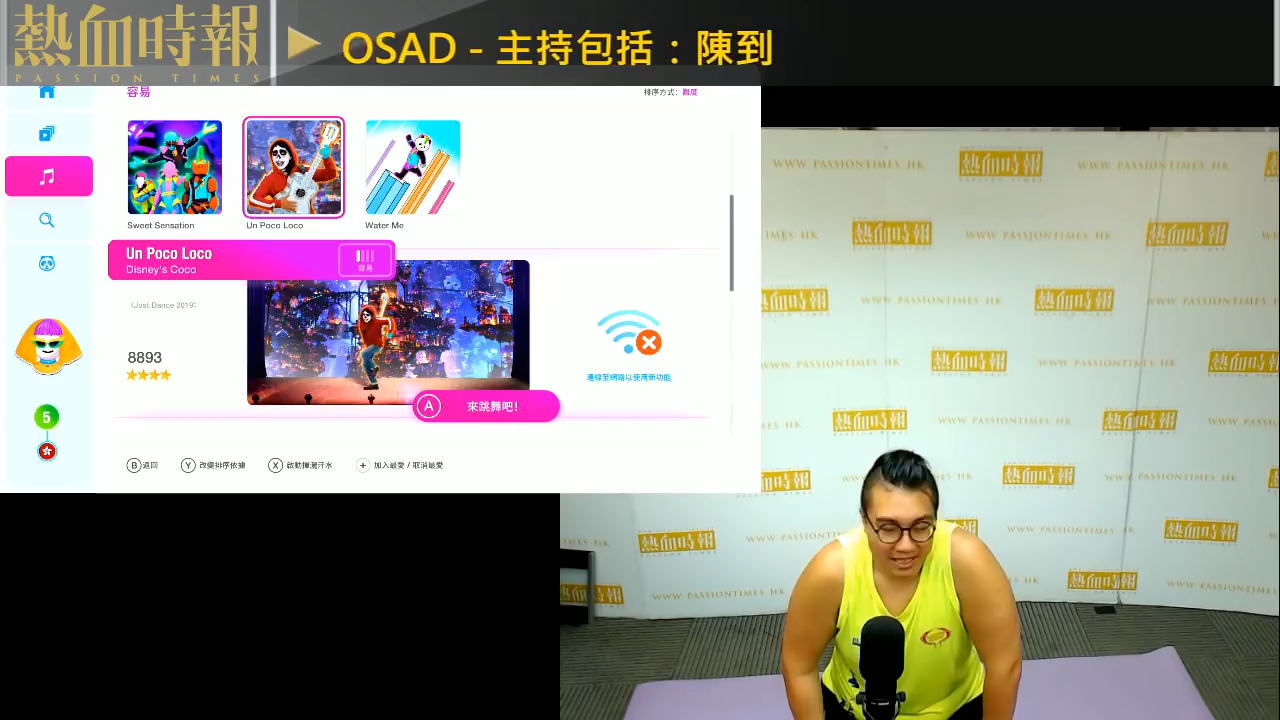 熱血時報
PASSION TIMES
OSAD - 主持包括：陳到
容易
排序方式: 難度
Sweet Sensation
Un Poco Loco
Water Me
Un Poco Loco
Disney's Coco
容易
《Just Dance 2019》
8893
連線至網路以使用新功能
A 來跳舞吧!
5
B 返回
Y 改變排序依據
X 啟動揮灑汗水
+ 加入最愛 / 取消最愛
WWW.PASSIONTIMES.HK
熱血時報
PASSION TIMES